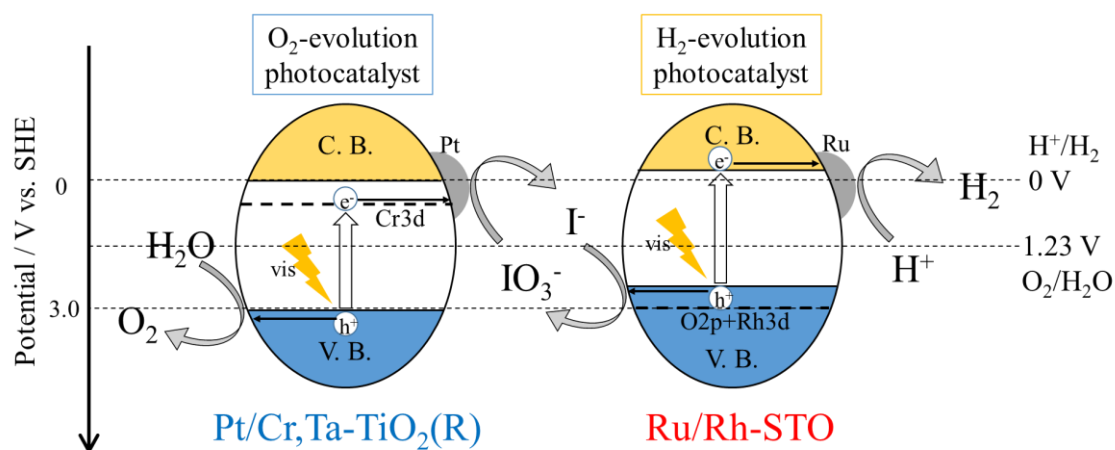 O₂-evolution
photocatalyst
H₂-evolution
photocatalyst
Potential / V vs. SHE
0
3.0
C. B.
Pt
e⁻
Cr3d
vis
h⁺
V. B.
H₂O
O₂
I⁻
IO₃⁻
C. B.
Ru
e⁻
vis
h⁺
O2p+Rh3d
V. B.
H₂
H⁺
H⁺/H₂
0 V
1.23 V
O₂/H₂O
Pt/Cr,Ta-TiO₂(R)
Ru/Rh-STO